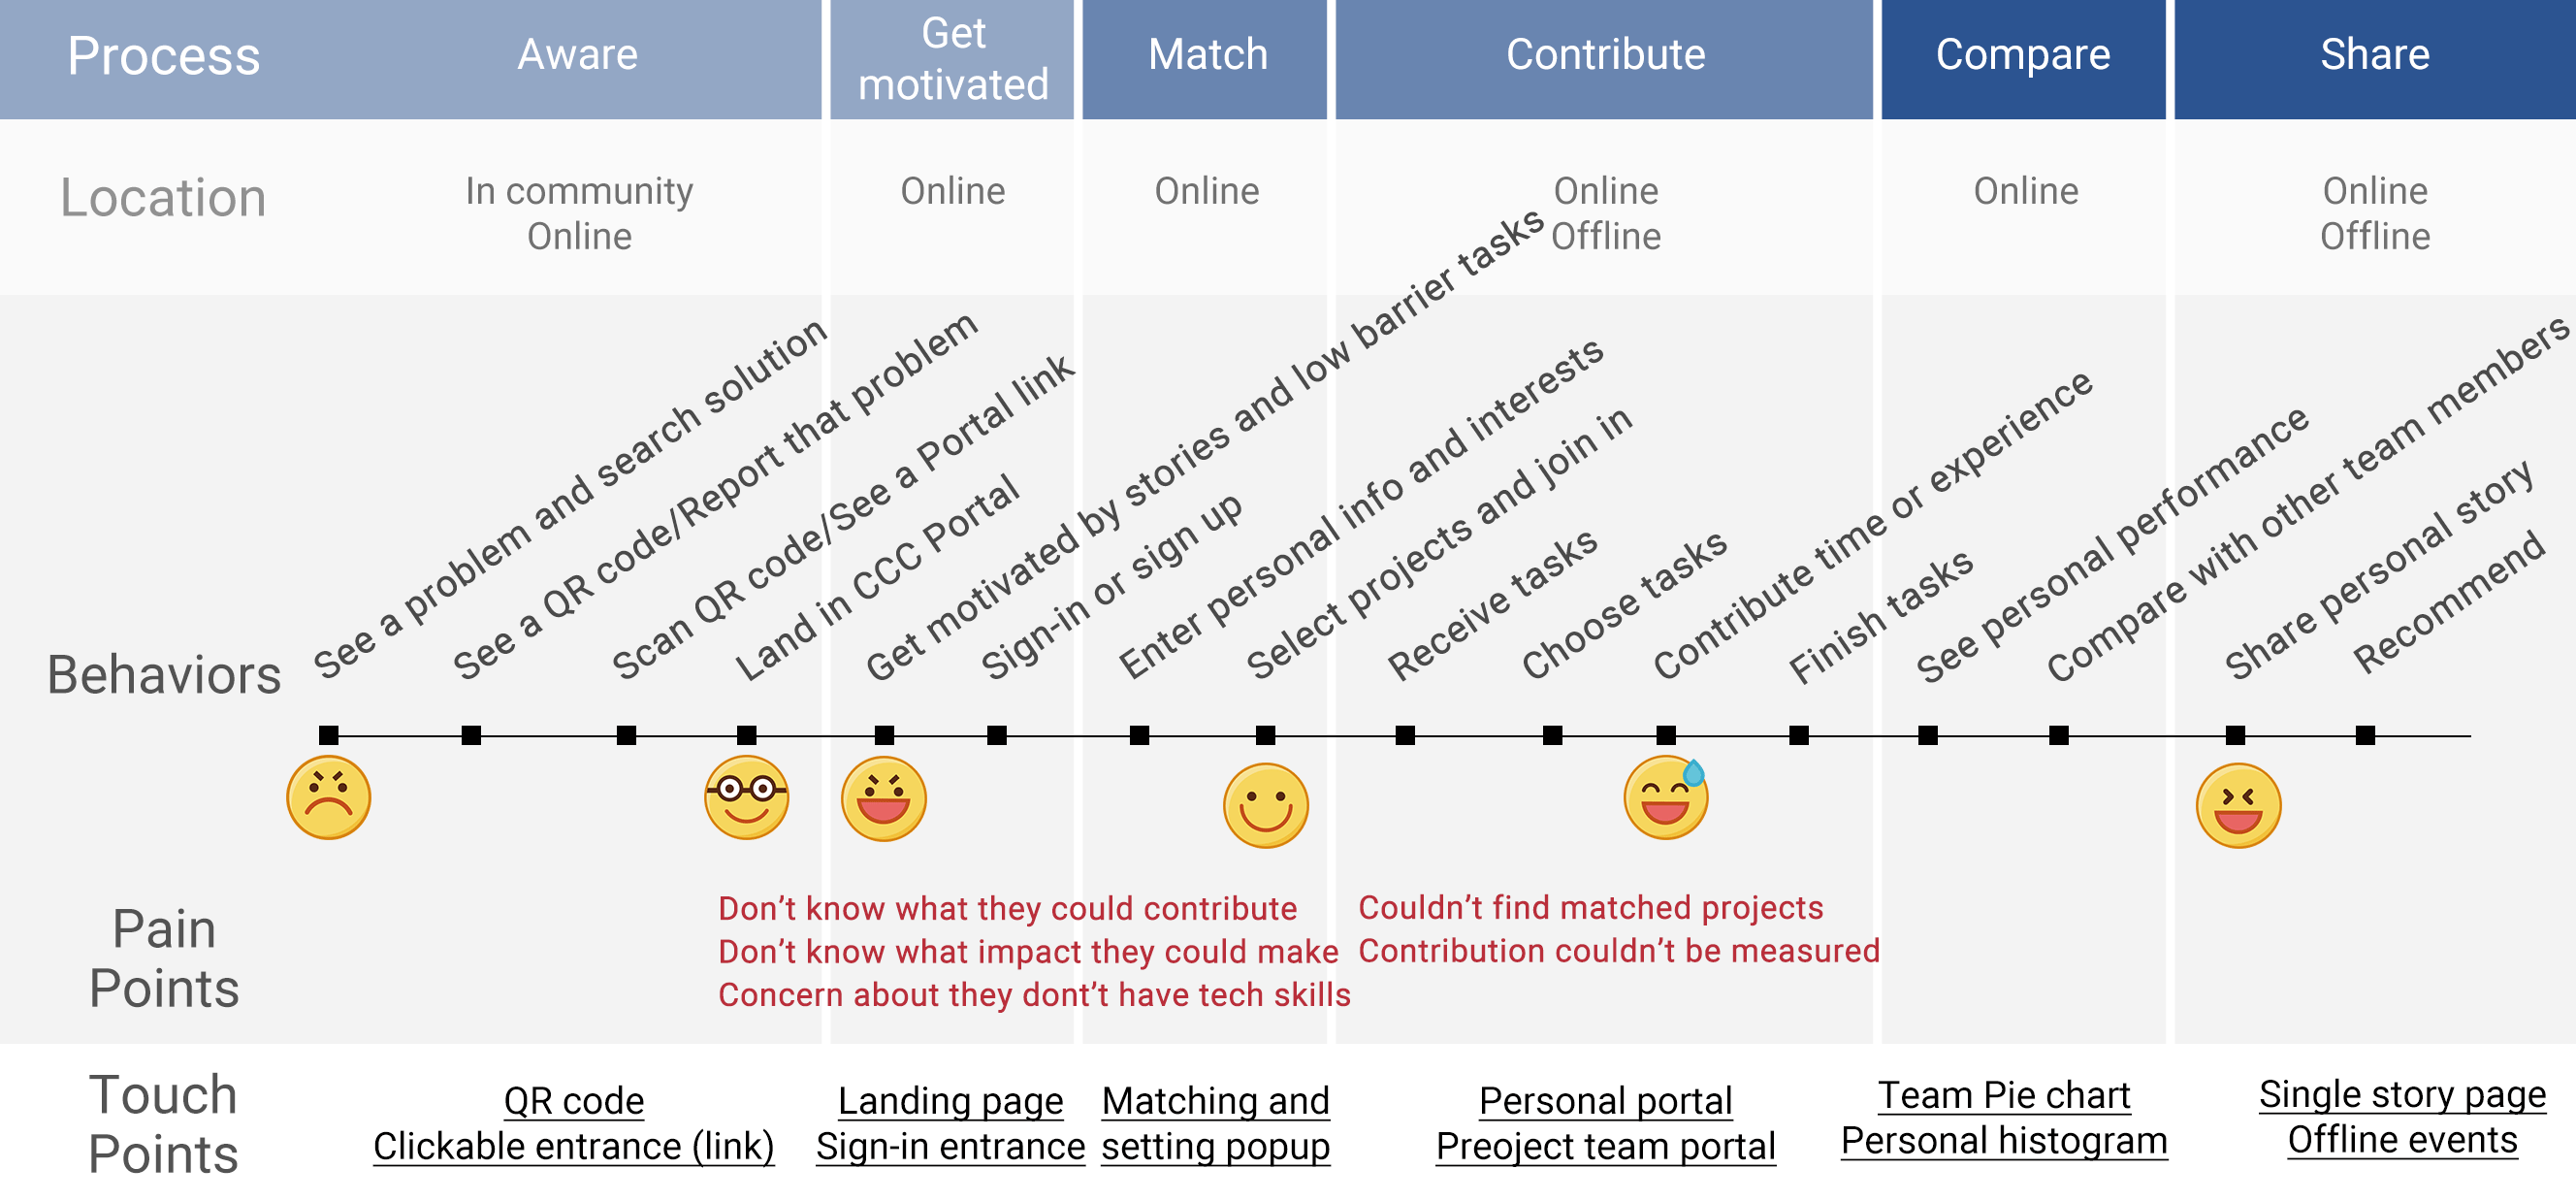 Process
Aware
Get
motivated
Match
Contribute
Compare
Share
Location
In community
Online
Online
Online
Online
Offline
Online
Online
Offline
Behaviors
See a problem and search solution
See a QR code/Report that problem
Scan QR code/See a Portal link
Land in CCC Portal
Get motivated by stories and low barrier tasks
Sign-in or sign up
Enter personal info and interests
Select projects and join in
Receive tasks
Choose tasks
Contribute time or experience
Finish tasks
See personal performance
Compare with other team members
Share personal story
Recommend
Pain
Points
Don’t know what they could contribute
Don’t know what impact they could make
Concern about they dont’t have tech skills
Couldn’t find matched projects
Contribution couldn’t be measured
Touch
Points
QR code
Clickable entrance (link)
Landing page
Sign-in entrance
Matching and
setting popup
Personal portal
Preoject team portal
Team Pie chart
Personal histogram
Single story page
Offline events